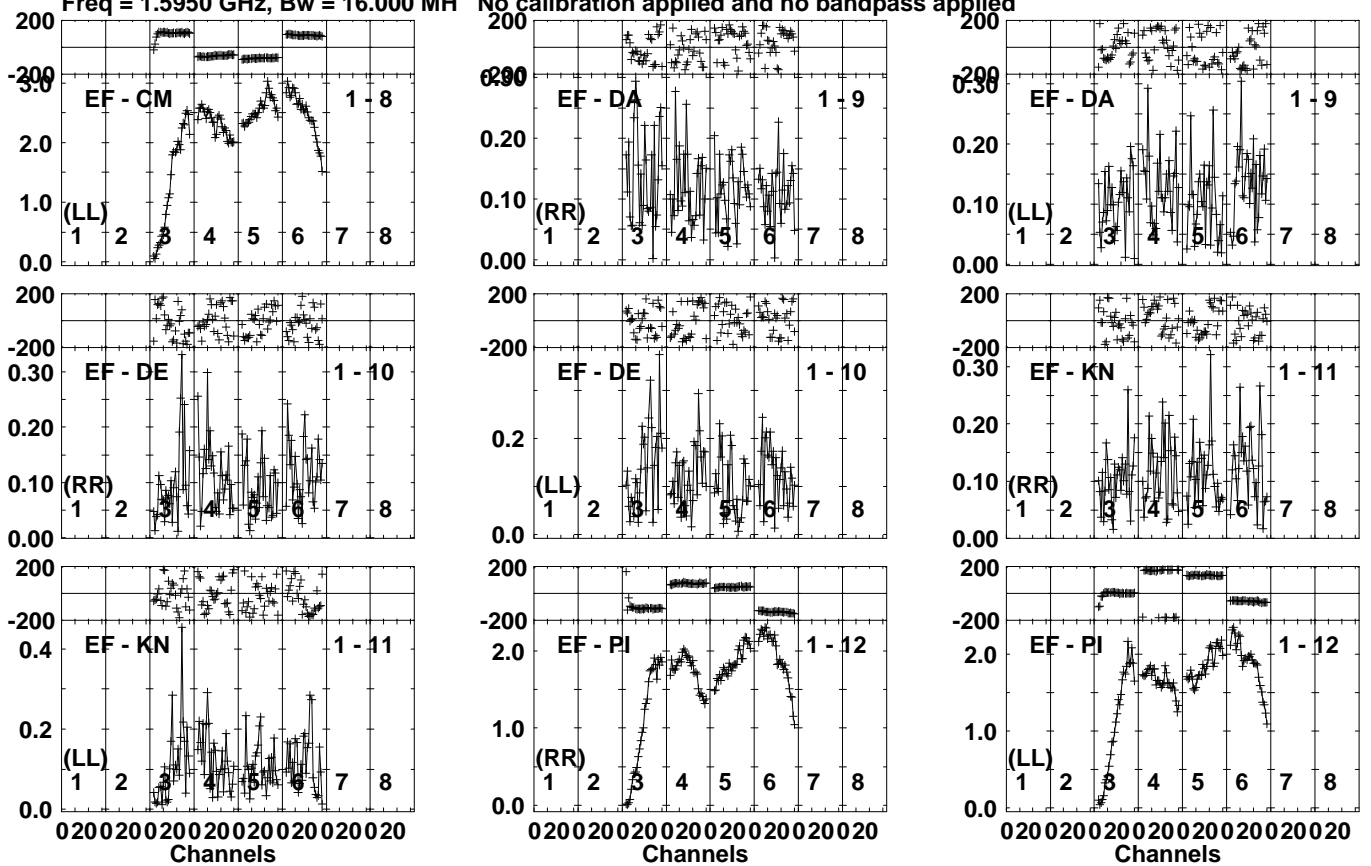 Freq = 1.5950 GHz, Bw = 16.000 MH No calibration applied and no bandpass applied
200
-200
EF - CM 1 - 8
3.0
2.0
1.0
0.0
(LL)
1 2 3 4 5 6 7 8
200
-200
EF - DA 1 - 9
0.30
0.20
0.10
0.00
(RR)
1 2 3 4 5 6 7 8
200
-200
EF - DA 1 - 9
0.30
0.20
0.10
0.00
(LL)
1 2 3 4 5 6 7 8
200
-200
EF - DE 1 - 10
0.30
0.20
0.10
0.00
(RR)
1 2 3 4 5 6 7 8
200
-200
EF - DE 1 - 10
0.2
0.0
(LL)
1 2 3 4 5 6 7 8
200
-200
EF - KN 1 - 11
0.30
0.20
0.10
0.00
(RR)
1 2 3 4 5 6 7 8
200
-200
EF - KN 1 - 11
0.4
0.2
0.0
(LL)
1 2 3 4 5 6 7 8
0 20 0 20 0 20 0 20 0 20 0 20 0 20 0 20
Channels
200
-200
EF - PI 1 - 12
2.0
1.0
0.0
(RR)
1 2 3 4 5 6 7 8
0 20 0 20 0 20 0 20 0 20 0 20 0 20 0 20
Channels
200
-200
EF - PI 1 - 12
2.0
1.0
0.0
(LL)
1 2 3 4 5 6 7 8
0 20 0 20 0 20 0 20 0 20 0 20 0 20 0 20
Channels